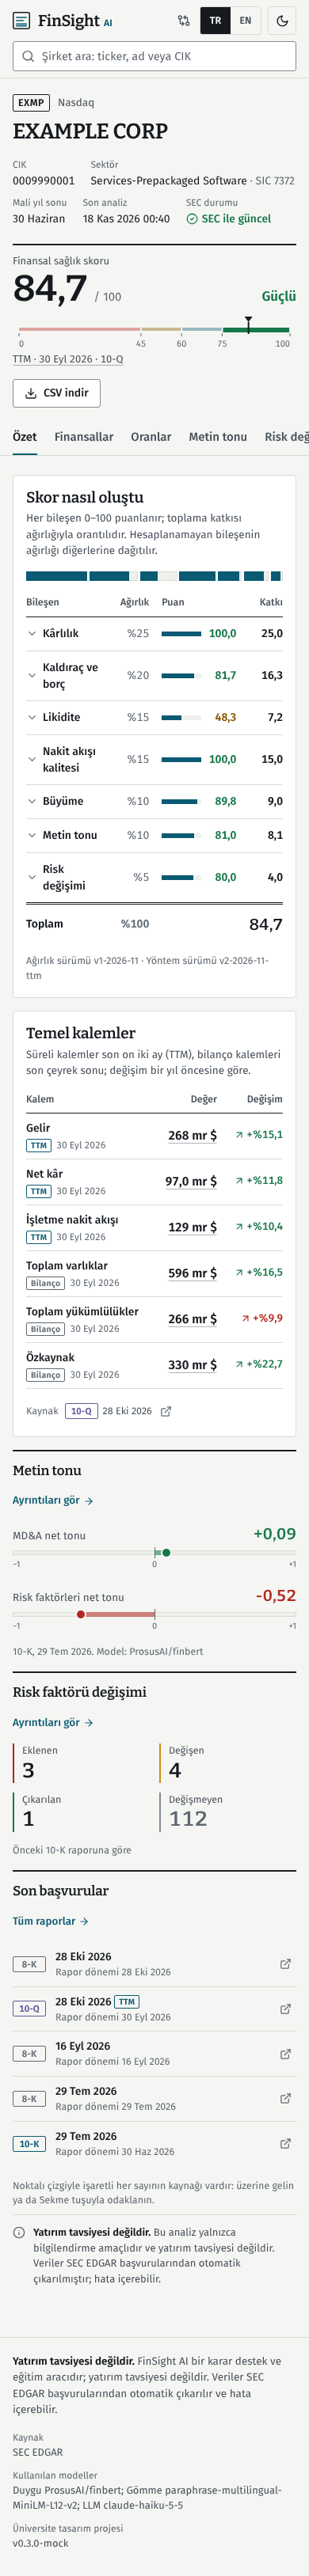 FinSight AI
TR EN
Şirket ara: ticker, ad veya CIK
EXMP Nasdaq
EXAMPLE CORP
CIK Sektör
0009990001 Services-Prepackaged Software · SIC 7372
Mali yıl sonu Son analiz SEC durumu
30 Haziran 18 Kas 2026 00:40 SEC ile güncel
Finansal sağlık skoru
84,7 / 100 Güçlü
0 45 60 75 100
TTM · 30 Eyl 2026 · 10-Q
CSV indir
Özet Finansallar Oranlar Metin tonu Risk değ
Skor nasıl oluştu
Her bileşen 0–100 puanlanır; toplama katkısı
ağırlığıyla orantılıdır. Hesaplanamayan bileşenin
ağırlığı diğerlerine dağıtılır.
Bileşen Ağırlık Puan Katkı
Kârlılık %25 100,0 25,0
Kaldıraç ve
borç %20 81,7 16,3
Likidite %15 48,3 7,2
Nakit akışı
kalitesi %15 100,0 15,0
Büyüme %10 89,8 9,0
Metin tonu %10 81,0 8,1
Risk
değişimi %5 80,0 4,0
Toplam %100 84,7
Ağırlık sürümü v1-2026-11 · Yöntem sürümü v2-2026-11-
ttm
Temel kalemler
Süreli kalemler son on iki ay (TTM), bilanço kalemleri
son çeyrek sonu; değişim bir yıl öncesine göre.
Kalem Değer Değişim
Gelir
TTM 30 Eyl 2026 268 mr $ +%15,1
Net kâr
TTM 30 Eyl 2026 97,0 mr $ +%11,8
İşletme nakit akışı
TTM 30 Eyl 2026 129 mr $ +%10,4
Toplam varlıklar
Bilanço 30 Eyl 2026 596 mr $ +%16,5
Toplam yükümlülükler
Bilanço 30 Eyl 2026 266 mr $ +%9,9
Özkaynak
Bilanço 30 Eyl 2026 330 mr $ +%22,7
Kaynak 10-Q 28 Eki 2026
Metin tonu
Ayrıntıları gör
MD&A net tonu +0,09
−1 0 +1
Risk faktörleri net tonu -0,52
−1 0 +1
10-K, 29 Tem 2026. Model: ProsusAI/finbert
Risk faktörü değişimi
Ayrıntıları gör
Eklenen Değişen
3 4
Çıkarılan Değişmeyen
1 112
Önceki 10-K raporuna göre
Son başvurular
Tüm raporlar
8-K 28 Eki 2026
Rapor dönemi 28 Eki 2026
10-Q 28 Eki 2026 TTM
Rapor dönemi 30 Eyl 2026
8-K 16 Eyl 2026
Rapor dönemi 16 Eyl 2026
8-K 29 Tem 2026
Rapor dönemi 29 Tem 2026
10-K 29 Tem 2026
Rapor dönemi 30 Haz 2026
Noktalı çizgiyle işaretli her sayının kaynağı vardır: üzerine gelin
ya da Sekme tuşuyla odaklanın.
Yatırım tavsiyesi değildir. Bu analiz yalnızca
bilgilendirme amaçlıdır ve yatırım tavsiyesi değildir.
Veriler SEC EDGAR başvurularından otomatik
çıkarılmıştır; hata içerebilir.
Yatırım tavsiyesi değildir. FinSight AI bir karar destek ve
eğitim aracıdır; yatırım tavsiyesi değildir. Veriler SEC
EDGAR başvurularından otomatik çıkarılır ve hata
içerebilir.
Kaynak
SEC EDGAR
Kullanılan modeller
Duygu ProsusAI/finbert; Gömme paraphrase-multilingual-
MiniLM-L12-v2; LLM claude-haiku-5-5
Üniversite tasarım projesi
v0.3.0-mock